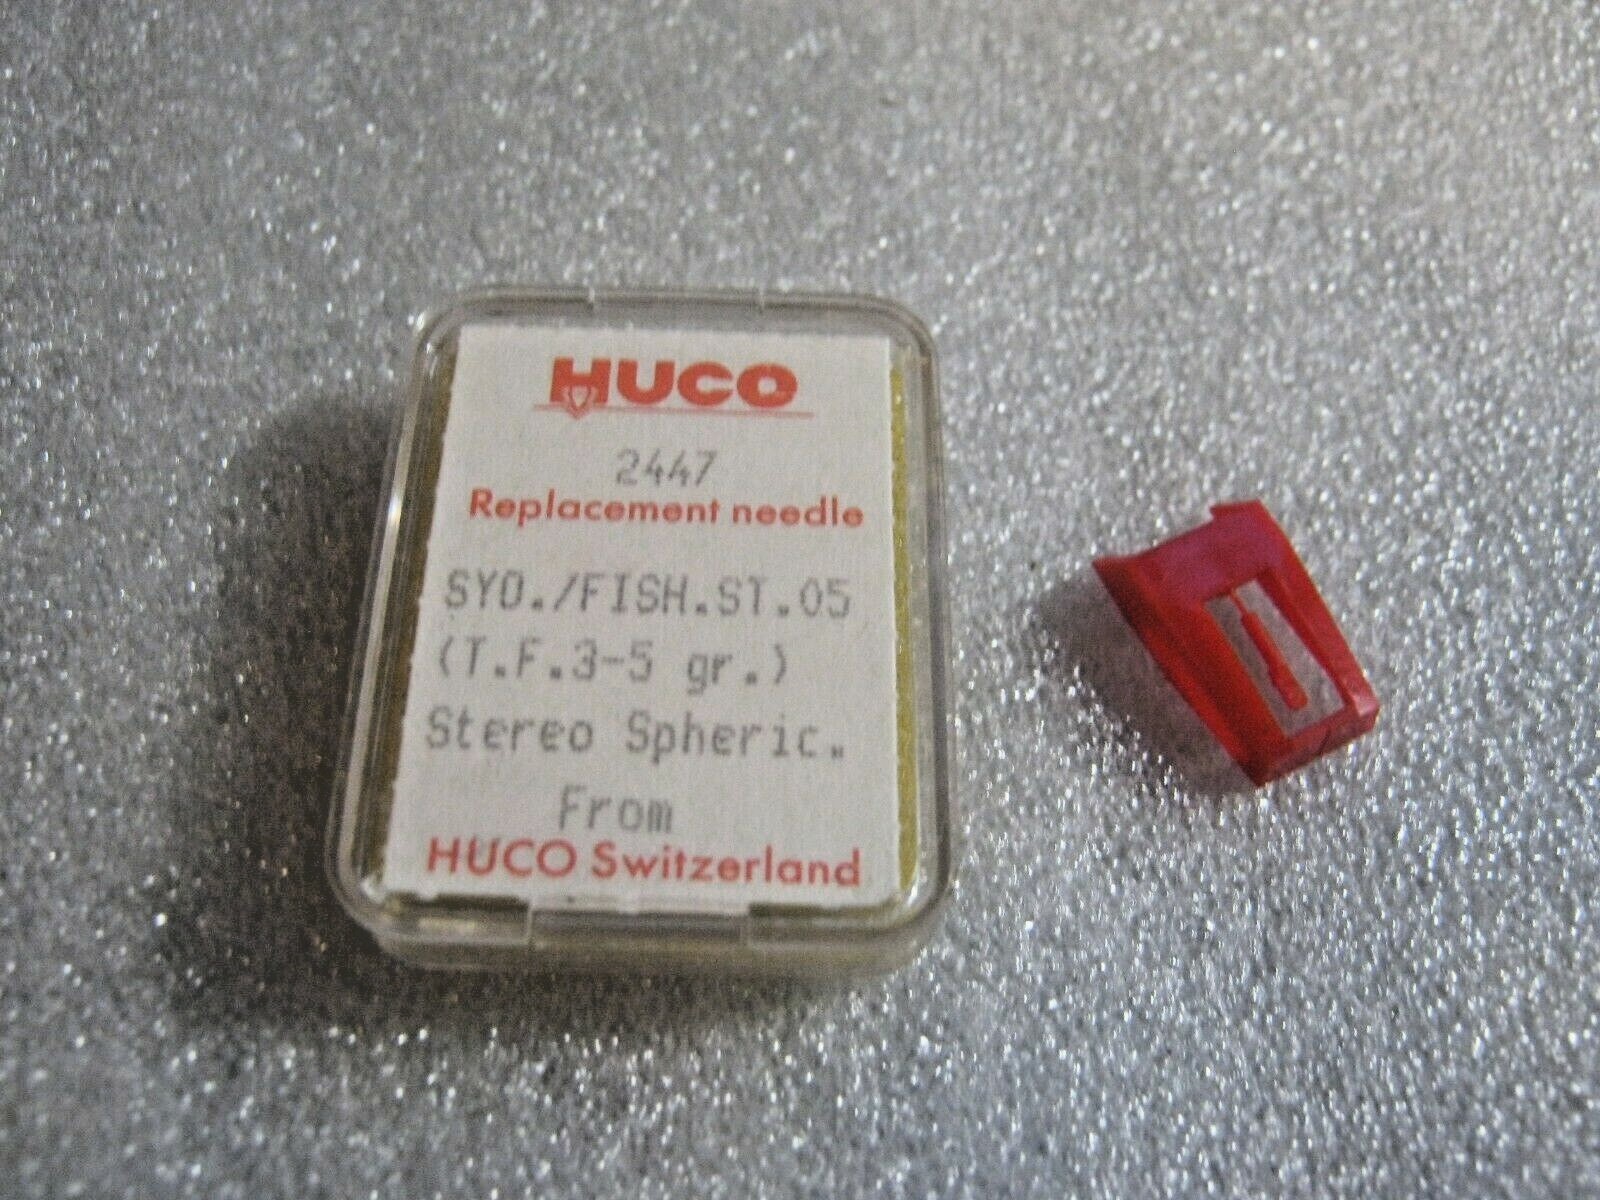 HUCO
2447
Replacement needle
SYD./FISH.ST.05
(T.F.3-5 gr.)
Stereo Spheric.
From
HUCO Switzerland